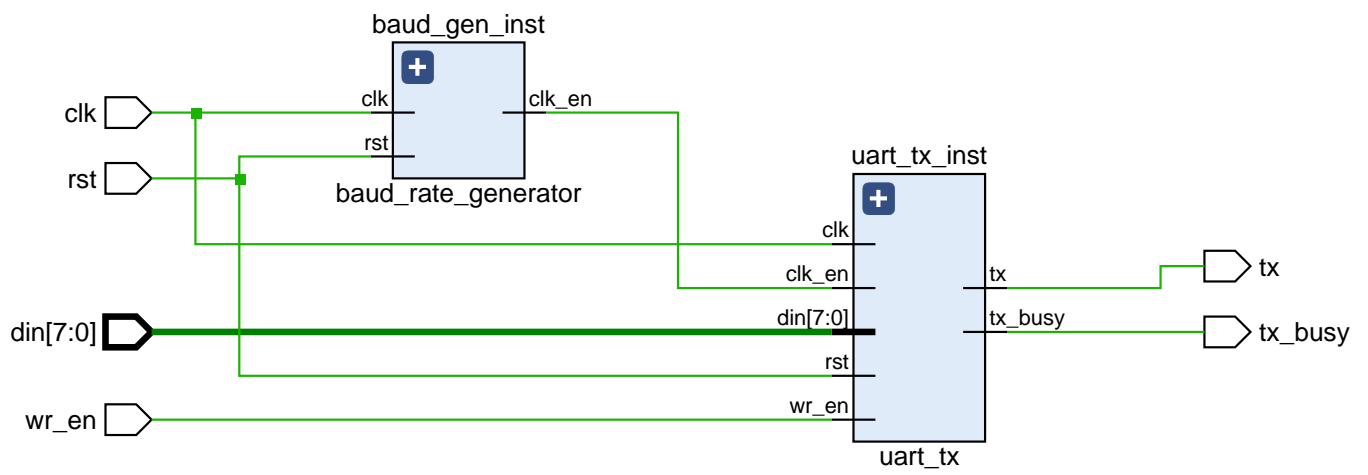 baud_gen_inst
clk
clk
clk_en
rst
rst
baud_rate_generator
uart_tx_inst
clk
clk_en
tx
tx
din[7:0]
din[7:0]
tx_busy
tx_busy
rst
wr_en
wr_en
uart_tx